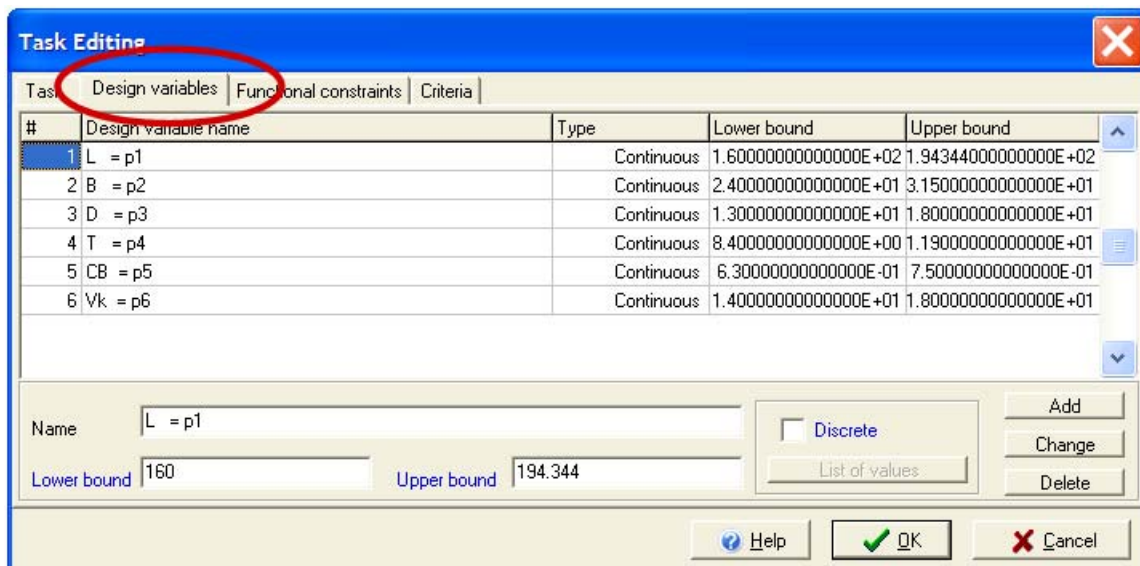 Task Editing
Task Design variables Functional constraints Criteria
# Design variable name Type Lower bound Upper bound
1 L = p1 Continuous 1.60000000000000E+02 1.94344000000000E+02
2 B = p2 Continuous 2.40000000000000E+01 3.15000000000000E+01
3 D = p3 Continuous 1.30000000000000E+01 1.80000000000000E+01
4 T = p4 Continuous 8.40000000000000E+00 1.19000000000000E+01
5 CB = p5 Continuous 6.30000000000000E-01 7.50000000000000E-01
6 Vk = p6 Continuous 1.40000000000000E+01 1.80000000000000E+01
Name L = p1 Discrete Add
Change
Lower bound 160 Upper bound 194.344 List of values Delete
Help OK Cancel